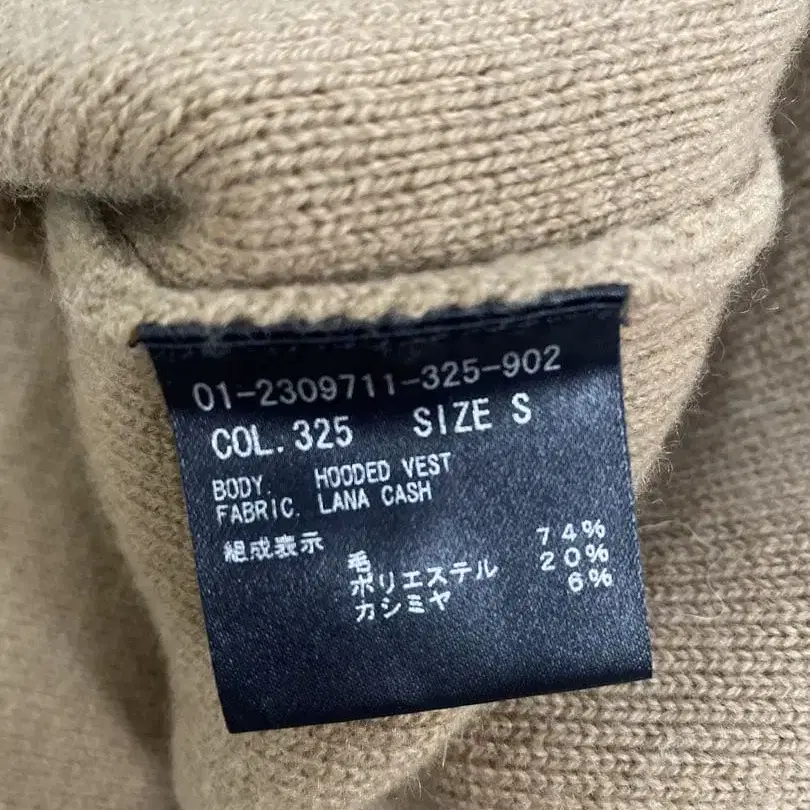 01-2309711-325-902
COL.325 SIZE S
BODY. HOODED VEST
FABRIC. LANA CASH
組成表示
毛 74%
ポリエステル 20%
カシミヤ 6%